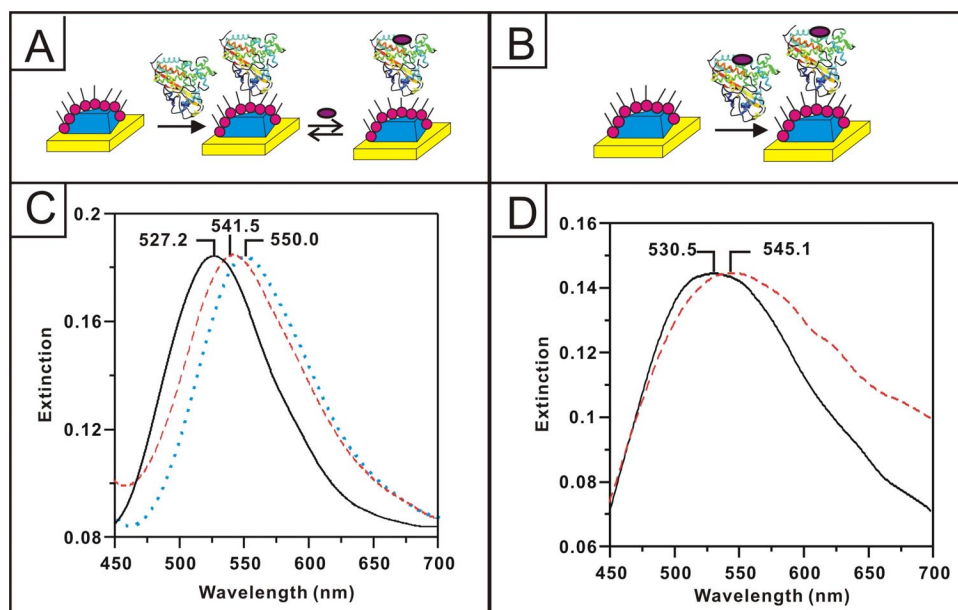 A
B
C
D
527.2
541.5
550.0
0.2
0.16
0.12
0.08
Extinction
450 500 550 600 650 700
Wavelength (nm)
530.5
545.1
0.16
0.14
0.12
0.1
0.08
0.06
Extinction
450 500 550 600 650 700
Wavelength (nm)